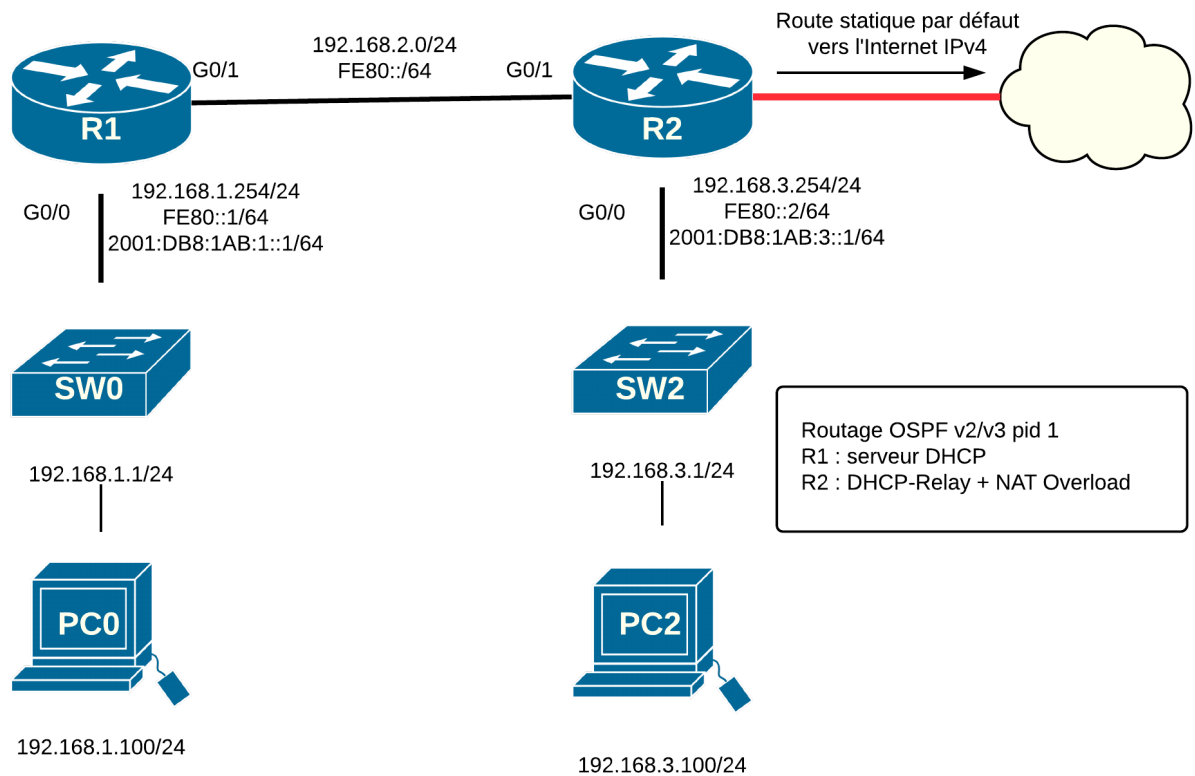 Route statique par défaut
vers l'Internet IPv4
192.168.2.0/24
FE80::/64
G0/1
G0/1
R1
R2
192.168.1.254/24
FE80::1/64
2001:DB8:1AB:1::1/64
G0/0
192.168.3.254/24
FE80::2/64
2001:DB8:1AB:3::1/64
G0/0
SW0
SW2
Routage OSPF v2/v3 pid 1
R1 : serveur DHCP
R2 : DHCP-Relay + NAT Overload
192.168.1.1/24
192.168.3.1/24
PC0
PC2
192.168.1.100/24
192.168.3.100/24